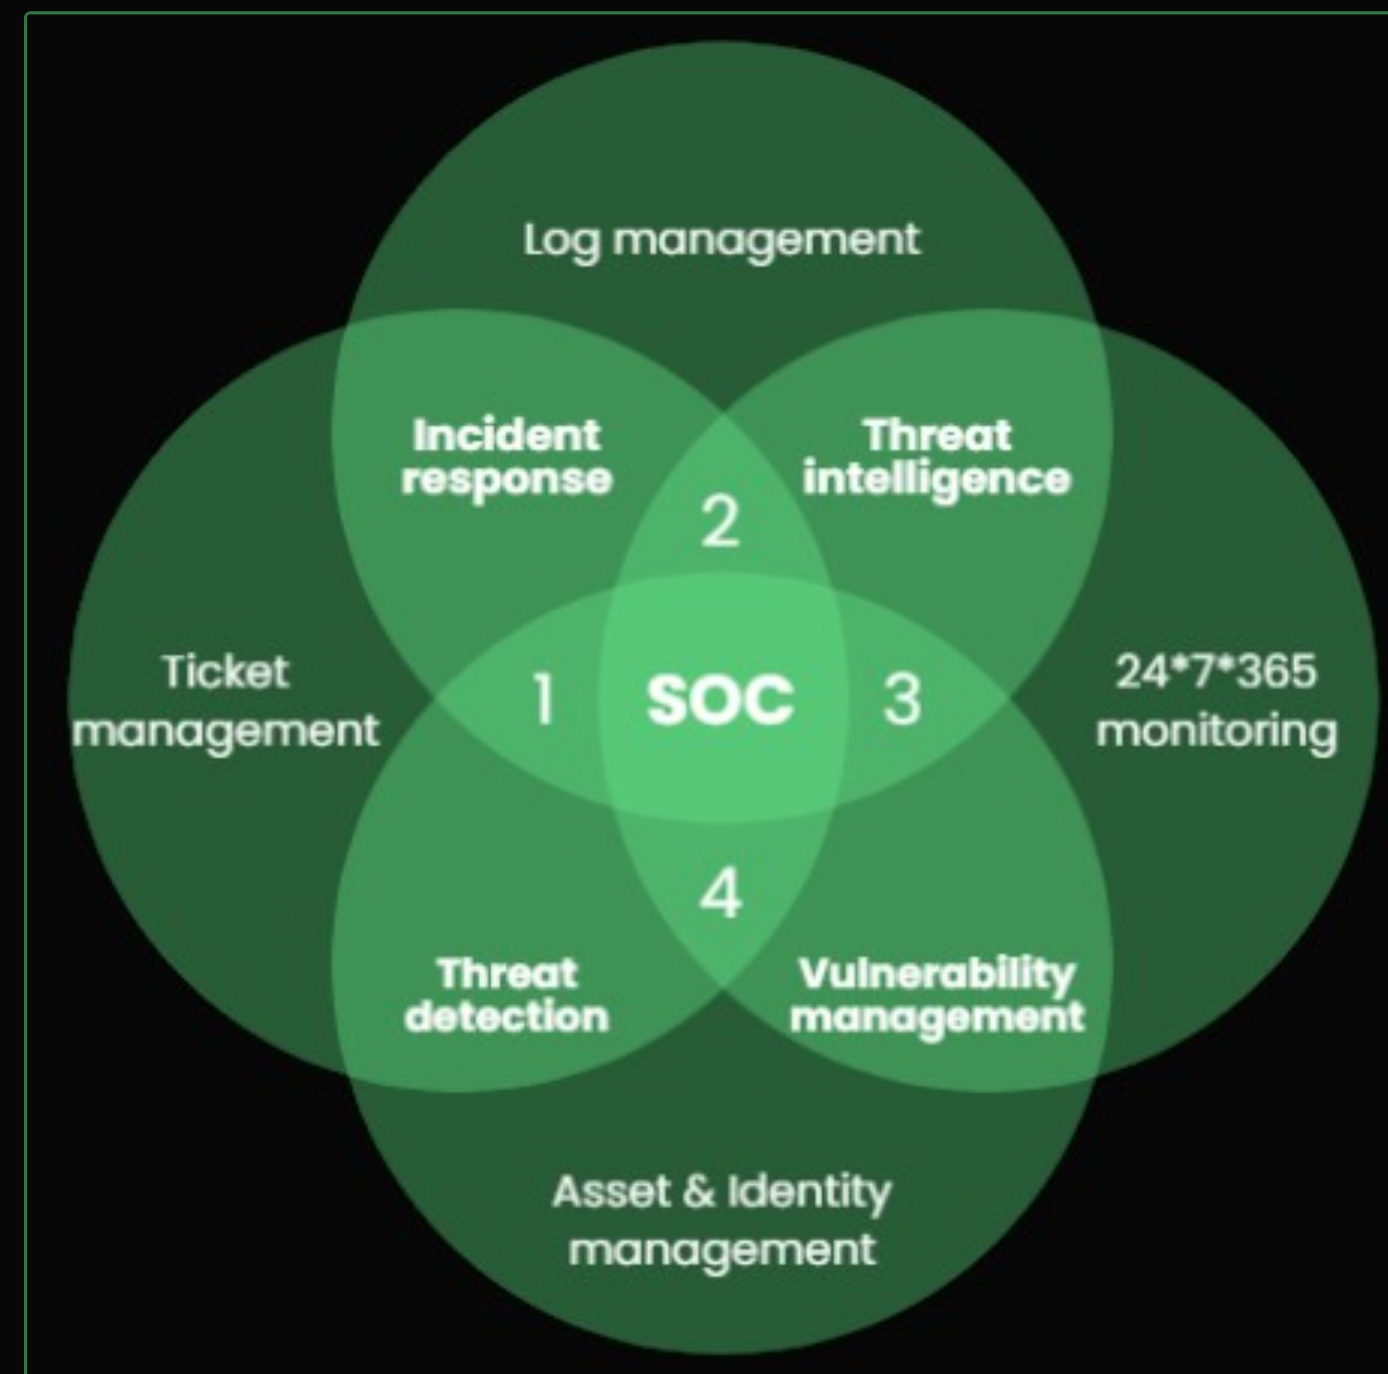 Log management
Incident
response
Threat
intelligence
2
Ticket
management
1
SOC
3
24*7*365
monitoring
4
Threat
detection
Vulnerability
management
Asset & Identity
management